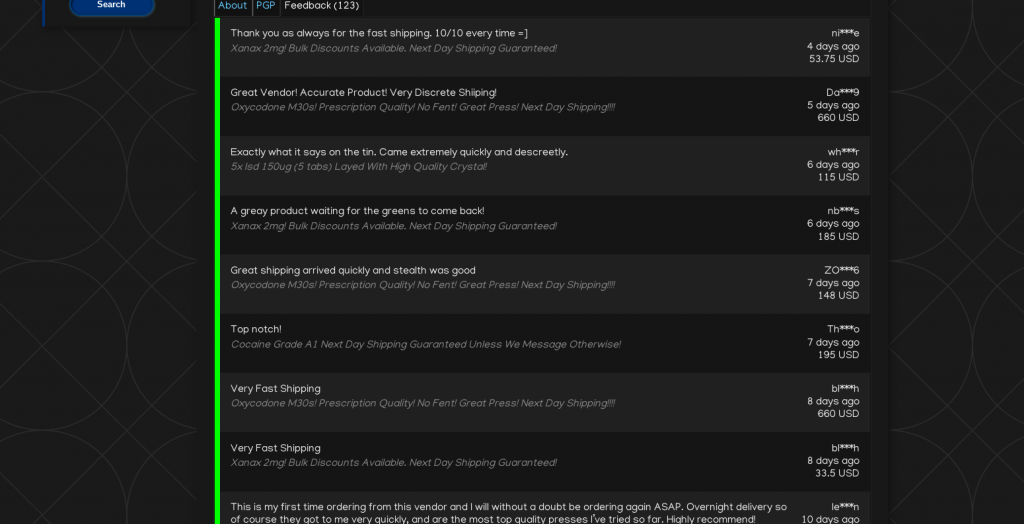 Search
About
PGP
Feedback (123)
Thank you as always for the fast shipping. 10/10 every time =]
ni***e
Xanax 2mg! Bulk Discounts Available. Next Day Shipping Guaranteed!
4 days ago
53.75 USD
Great Vendor! Accurate Product! Very Discrete Shiiping!
Da***9
Oxycodone M30s! Prescription Quality! No Fent! Great Press! Next Day Shipping!!!!
5 days ago
660 USD
Exactly what it says on the tin. Came extremely quickly and descreetly.
wh***r
5x lsd 150ug (5 tabs) Layed With High Quality Crystal!
6 days ago
115 USD
A greay product waiting for the greens to come back!
nb***s
Xanax 2mg! Bulk Discounts Available. Next Day Shipping Guaranteed!
6 days ago
185 USD
Great shipping arrived quickly and stealth was good
ZO***6
Oxycodone M30s! Prescription Quality! No Fent! Great Press! Next Day Shipping!!!!
7 days ago
148 USD
Top notch!
Th***o
Cocaine Grade A1 Next Day Shipping Guaranteed Unless We Message Otherwise!
7 days ago
195 USD
Very Fast Shipping
bl***h
Oxycodone M30s! Prescription Quality! No Fent! Great Press! Next Day Shipping!!!!
8 days ago
660 USD
Very Fast Shipping
bl***h
Xanax 2mg! Bulk Discounts Available. Next Day Shipping Guaranteed!
8 days ago
33.5 USD
This is my first time ordering from this vendor and I will without a doubt be ordering again ASAP. Overnight delivery so
le***n
of course they got to me very quickly, and are the most top quality presses I've tried so far. Highly recommend!
10 days ago